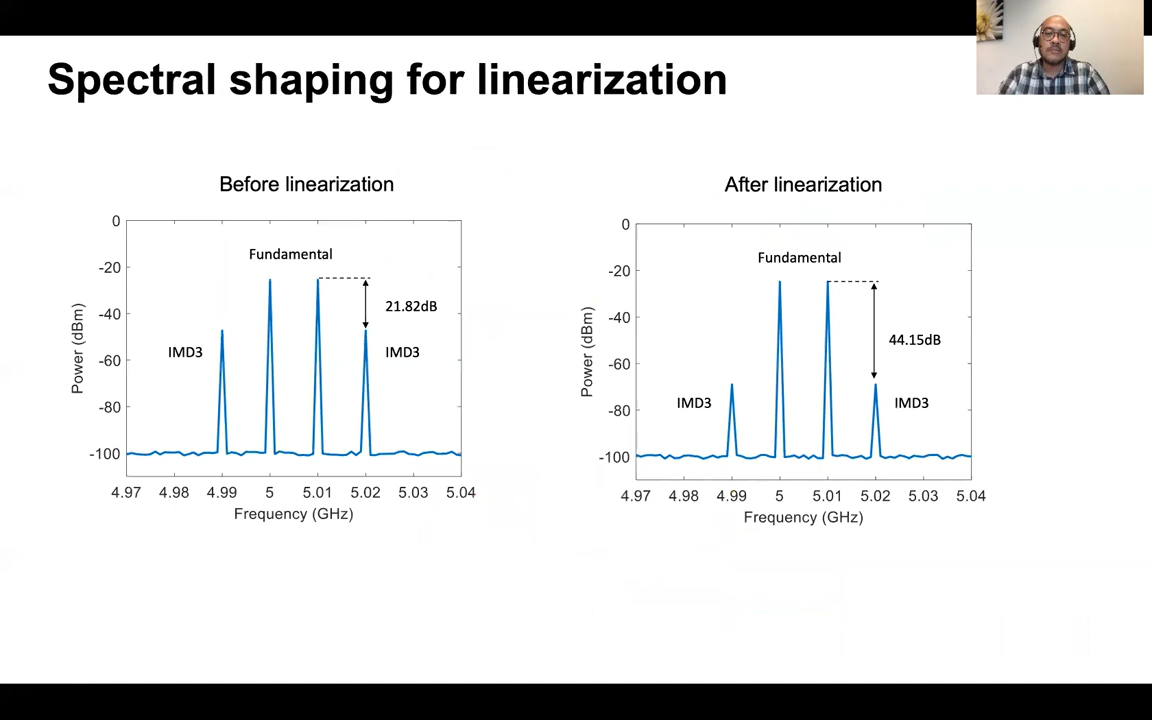 Spectral shaping for linearization
Before linearization
0
-20
-40
-60
-80
-100
Power (dBm)
Fundamental
21.82dB
IMD3
IMD3
4.97 4.98 4.99 5 5.01 5.02 5.03 5.04
Frequency (GHz)
After linearization
0
-20
-40
-60
-80
-100
Power (dBm)
Fundamental
44.15dB
IMD3
IMD3
4.97 4.98 4.99 5 5.01 5.02 5.03 5.04
Frequency (GHz)